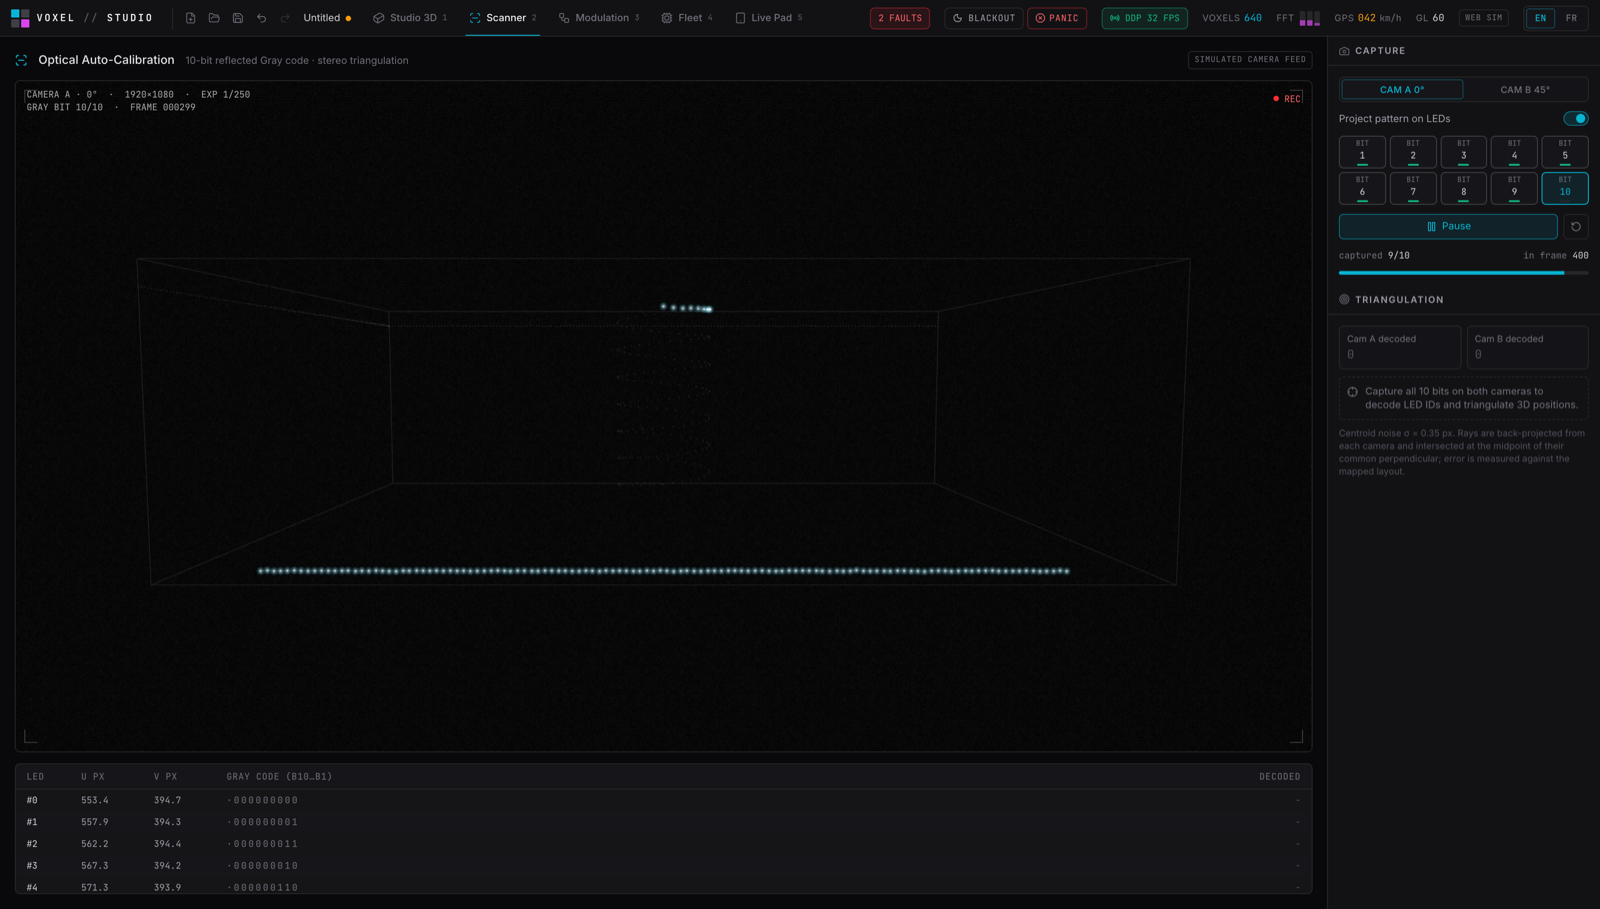 VOXEL // STUDIO
Untitled
Studio 3D 1
Scanner 2
Modulation 3
Fleet 4
Live Pad 5
2 FAULTS
BLACKOUT
PANIC
DDP 32 FPS
VOXELS 640
FFT
GPS 042 km/h
GL 60
WEB SIM
EN
FR
Optical Auto-Calibration
10-bit reflected Gray code · stereo triangulation
SIMULATED CAMERA FEED
CAMERA A · 0° · 1920×1080 · EXP 1/250
GRAY BIT 10/10 · FRAME 000299
REC
LED U PX V PX GRAY CODE (B10…B1) DECODED
#0 553.4 394.7 ·000000000 -
#1 557.9 394.3 ·000000001 -
#2 562.2 394.4 ·000000011 -
#3 567.3 394.2 ·000000010 -
#4 571.3 393.9 ·000000110 -
CAPTURE
CAM A 0° CAM B 45°
Project pattern on LEDs
BIT BIT BIT BIT BIT
1 2 3 4 5
BIT BIT BIT BIT BIT
6 7 8 9 10
Pause
captured 9/10 in frame 400
TRIANGULATION
Cam A decoded Cam B decoded
0 0
Capture all 10 bits on both cameras to
decode LED IDs and triangulate 3D positions.
Centroid noise σ = 0.35 px. Rays are back-projected from
each camera and intersected at the midpoint of their
common perpendicular; error is measured against the
mapped layout.